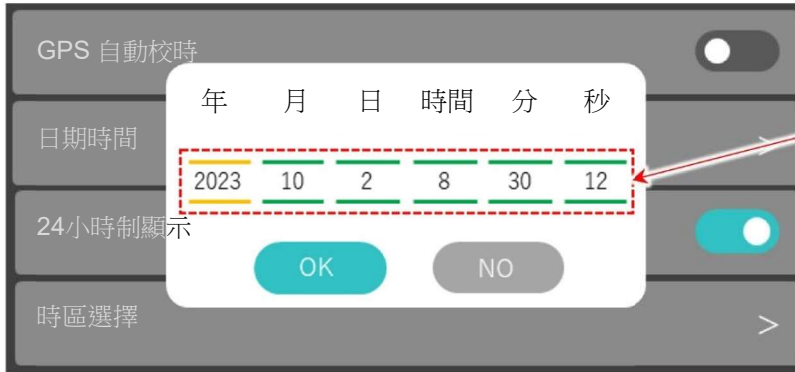 GPS 自動校時
年 月 日 時間 分 秒
日期時間 >
2023 10 2 8 30 12
24小時制顯示
OK NO
時區選擇 >